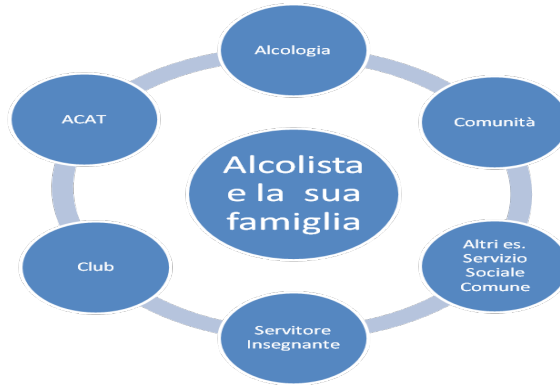 Alcologia
ACAT
Comunità
Alcolista
e la sua
famiglia
Club
Altri es.
Servizio
Sociale
Comune
Servitore
Insegnante